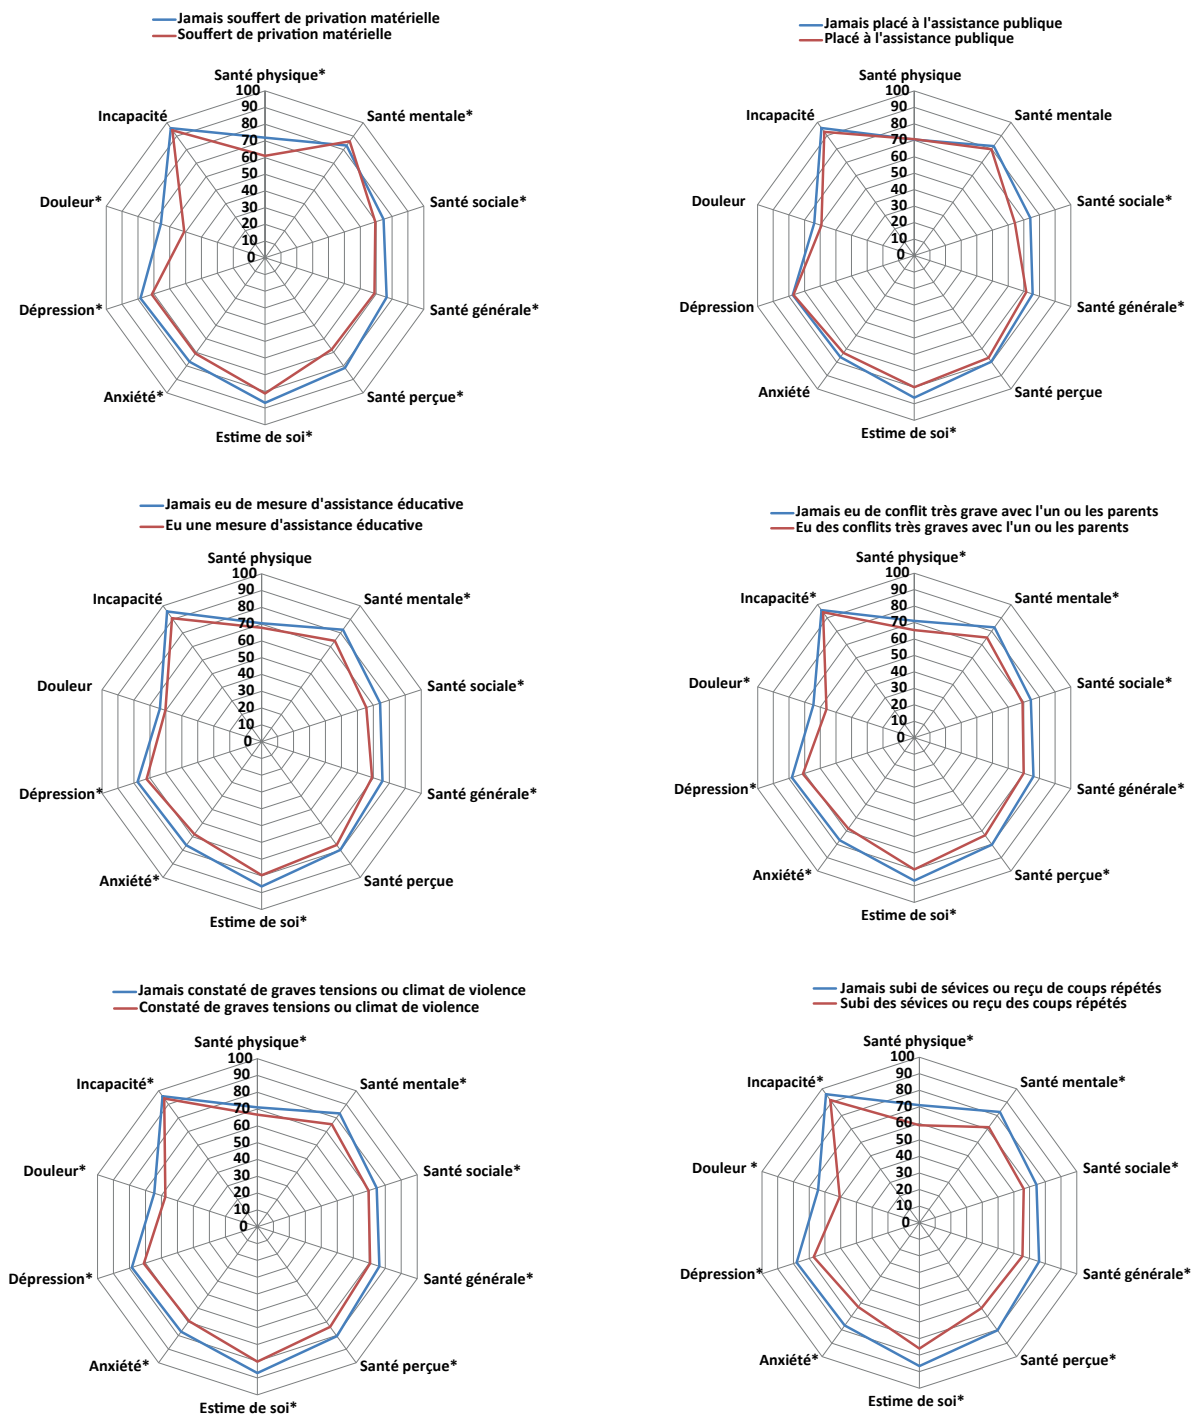 Jamais souffert de privation matérielle
Souffert de privation matérielle
Santé physique*
Santé mentale*
Santé sociale*
Santé générale*
Santé perçue*
Estime de soi*
Anxiété*
Dépression*
Douleur*
Incapacité
100
90
80
70
60
50
40
30
20
10
0
Jamais placé à l'assistance publique
Placé à l'assistance publique
Santé physique
Santé mentale
Santé sociale*
Santé générale*
Santé perçue
Estime de soi*
Anxiété
Dépression
Douleur
Incapacité
100
90
80
70
60
50
40
30
20
10
0
Jamais eu de mesure d'assistance éducative
Eu une mesure d'assistance éducative
Santé physique
Santé mentale*
Santé sociale*
Santé générale*
Santé perçue
Estime de soi*
Anxiété*
Dépression*
Douleur
Incapacité
100
90
80
70
60
50
40
30
20
10
0
Jamais eu de conflit très grave avec l'un ou les parents
Eu des conflits très graves avec l'un ou les parents
Santé physique*
Santé mentale*
Santé sociale*
Santé générale*
Santé perçue*
Estime de soi*
Anxiété*
Dépression*
Douleur*
Incapacité*
100
90
80
70
60
50
40
30
20
10
0
Jamais constaté de graves tensions ou climat de violence
Constaté de graves tensions ou climat de violence
Santé physique*
Santé mentale*
Santé sociale*
Santé générale*
Santé perçue*
Estime de soi*
Anxiété*
Dépression*
Douleur*
Incapacité*
100
90
80
70
60
50
40
30
20
10
0
Jamais subi de sévices ou reçu de coups répétés
Subi des sévices ou reçu des coups répétés
Santé physique*
Santé mentale*
Santé sociale*
Santé générale*
Santé perçue*
Estime de soi*
Anxiété*
Dépression*
Douleur *
Incapacité*
100
90
80
70
60
50
40
30
20
10
0